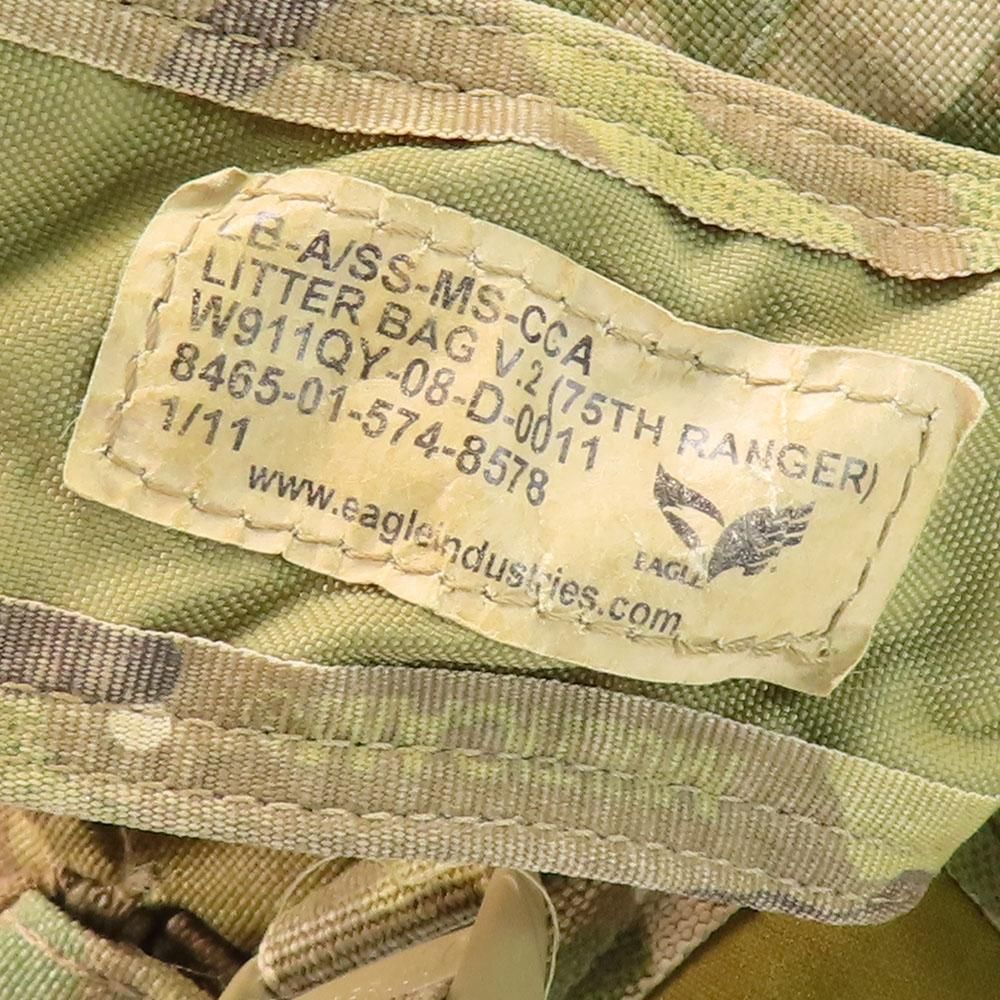 LB-A/SS-MS-CCA
LITTER BAG V.2 (75TH RANGER)
W911QY-08-D-0011
8465-01-574-8578
1/11
www.eagleindustries.com
EAGLE